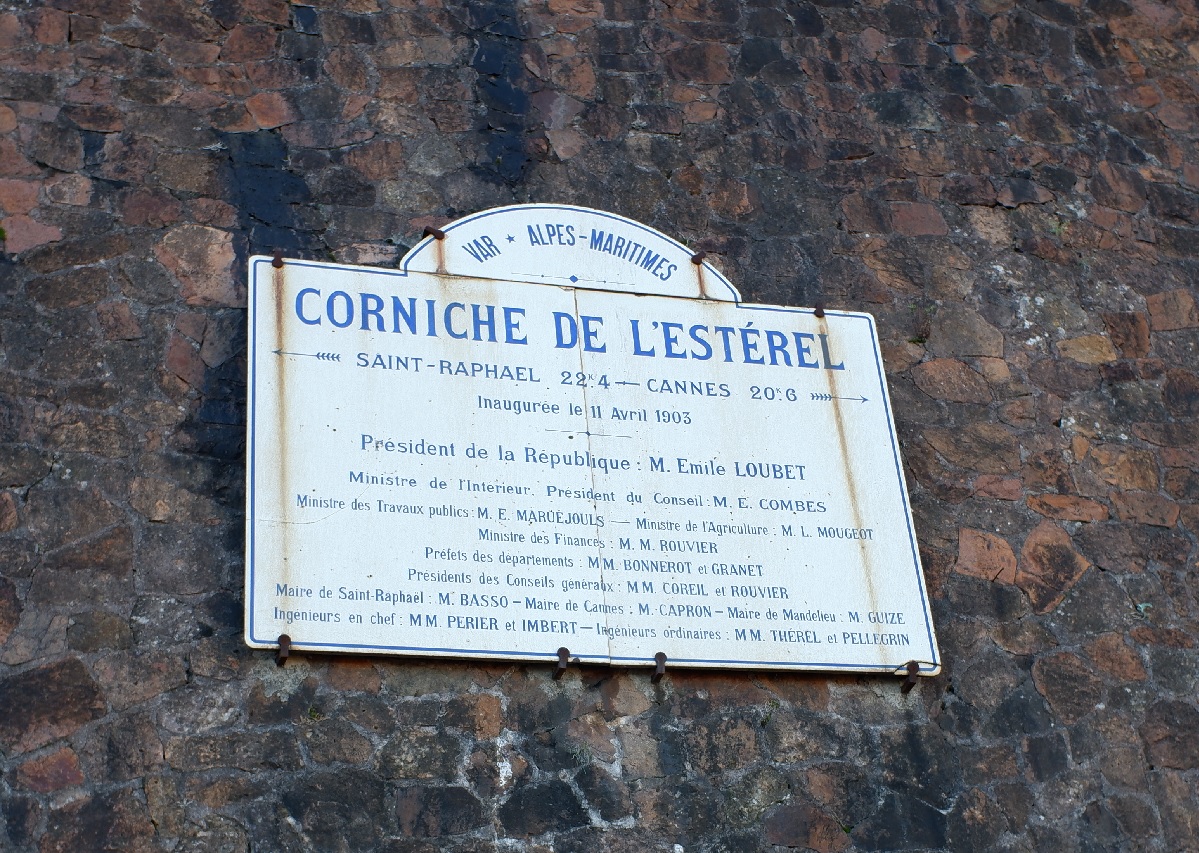 VAR ★ ALPES-MARITIMES
CORNICHE DE L'ESTÉREL
SAINT-RAPHAEL 22ᴷ4 — CANNES 20ᴷ6
Inaugurée le 11 Avril 1903
Président de la République : M. Emile LOUBET
Ministre de l'Interieur. Président du Conseil : M. E. COMBES
Ministre des Travaux publics : M. E. MARUÉJOULS — Ministre de l'Agriculture : M. L. MOUGEOT
Ministre des Finances : M. M. ROUVIER
Préfets des départements : MM. BONNEROT et GRANET
Présidents des Conseils généraux : MM. COREIL et ROUVIER
Maire de Saint-Raphaël : M. BASSO – Maire de Cannes : M. CAPRON – Maire de Mandelieu : M. GUIZE
Ingénieurs en chef : MM. PERIER et IMBERT — Ingénieurs ordinaires : MM. THÉREL et PELLEGRIN